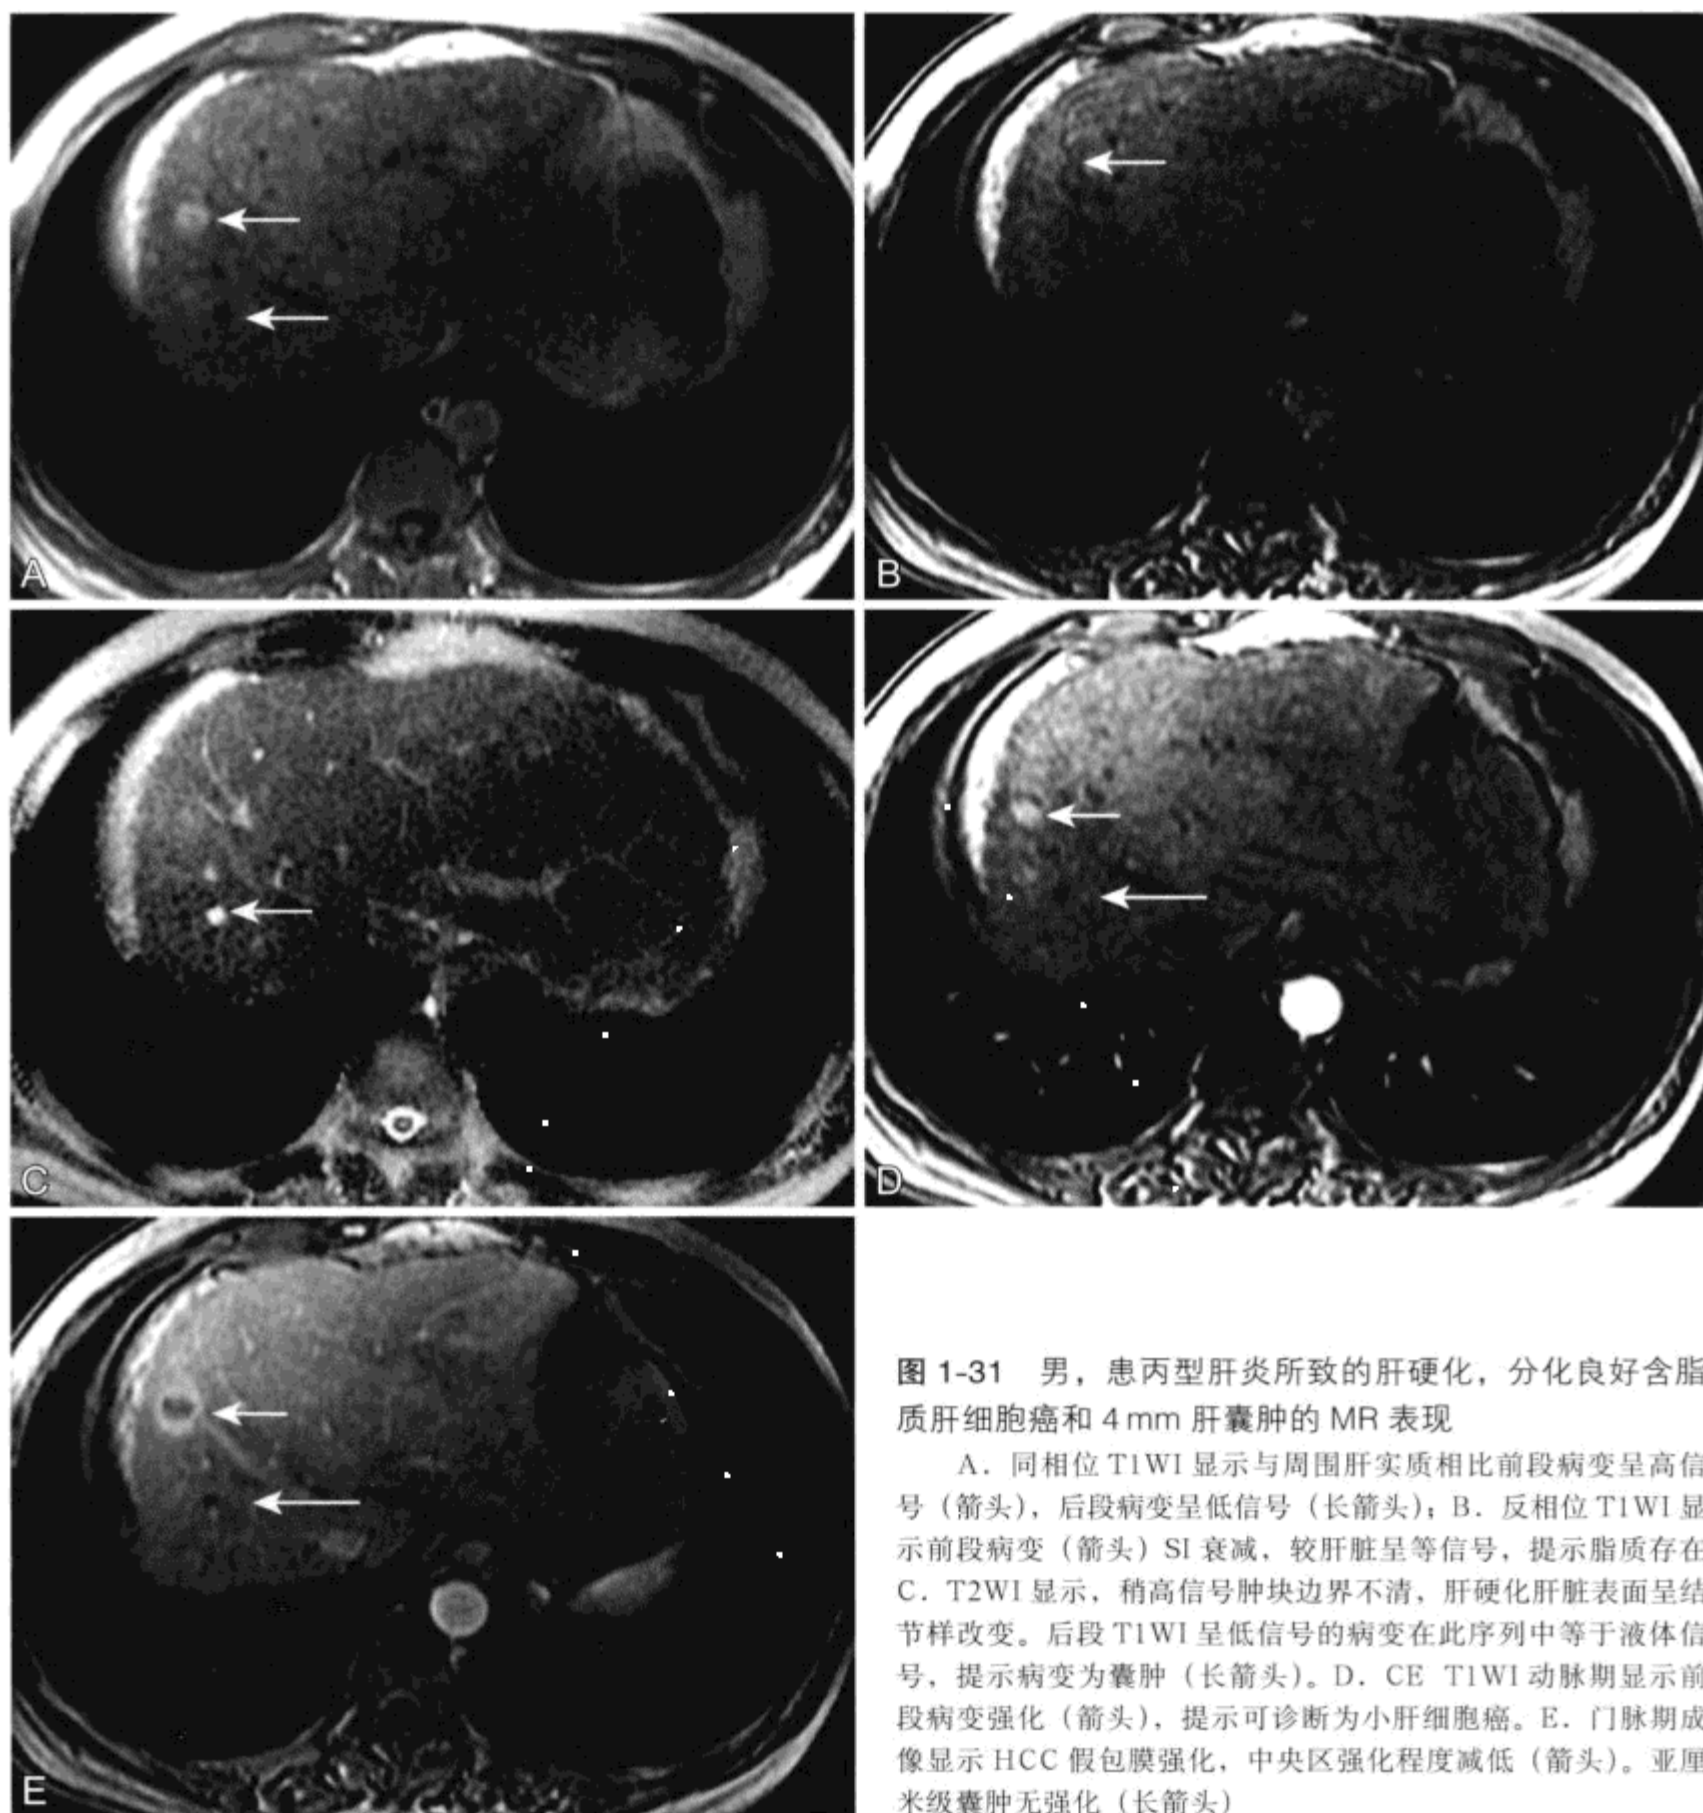 A
B
C
D
E
图 1-31 男，患丙型肝炎所致的肝硬化，分化良好含脂
质肝细胞癌和 4 mm 肝囊肿的 MR 表现
A．同相位 T1WI 显示与周围肝实质相比前段病变呈高信
号（箭头），后段病变呈低信号（长箭头）；B．反相位 T1WI 显
示前段病变（箭头）SI 衰减，较肝脏呈等信号，提示脂质存在
C．T2WI 显示，稍高信号肿块边界不清，肝硬化肝脏表面呈结
节样改变。后段 T1WI 呈低信号的病变在此序列中等于液体信
号，提示病变为囊肿（长箭头）。D．CE T1WI 动脉期显示前
段病变强化（箭头），提示可诊断为小肝细胞癌。E．门脉期成
像显示 HCC 假包膜强化，中央区强化程度减低（箭头）。亚厘
米级囊肿无强化（长箭头）